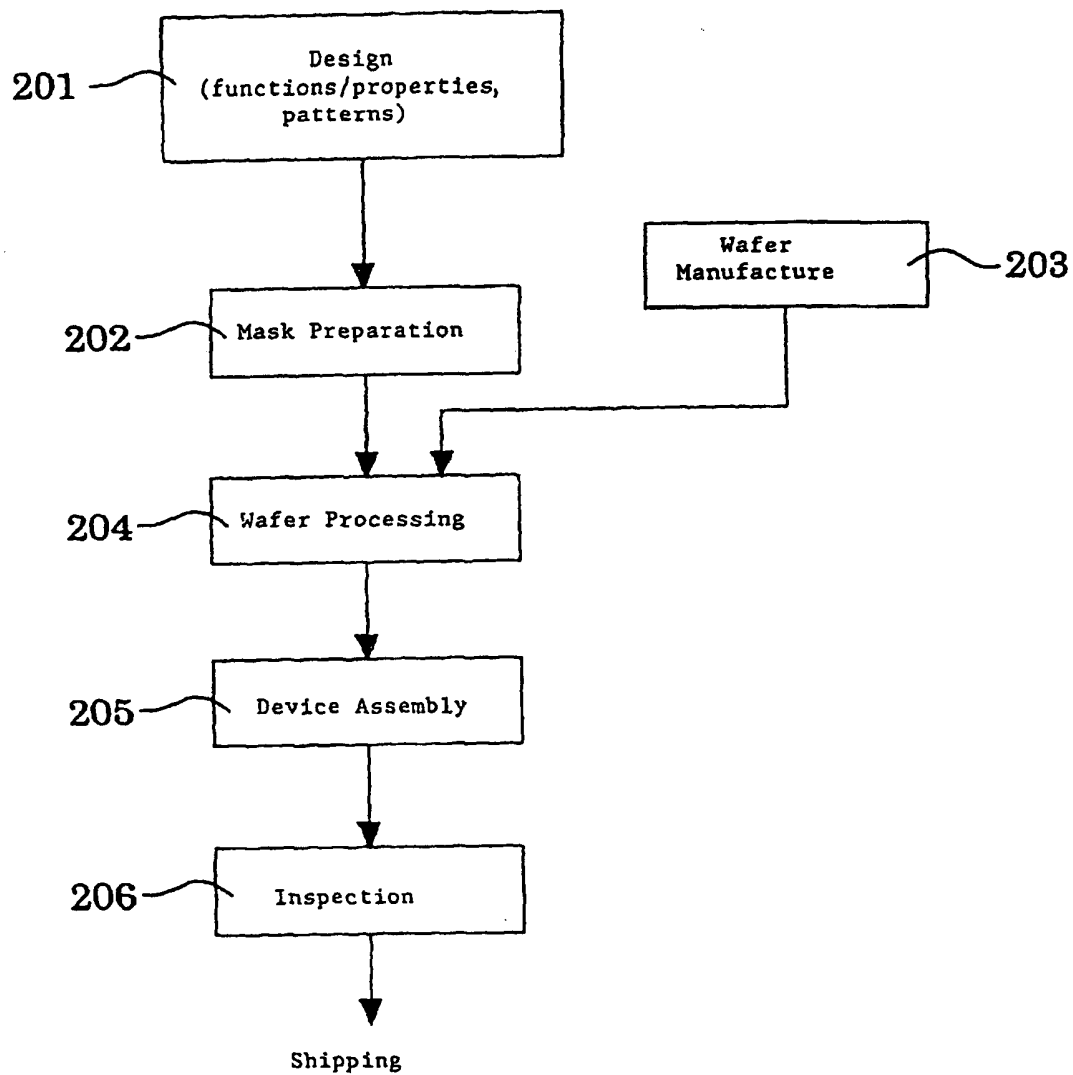 Design
(functions/properties,
patterns)
201
Wafer
Manufacture
203
202
Mask Preparation
204
Wafer Processing
205
Device Assembly
206
Inspection
Shipping